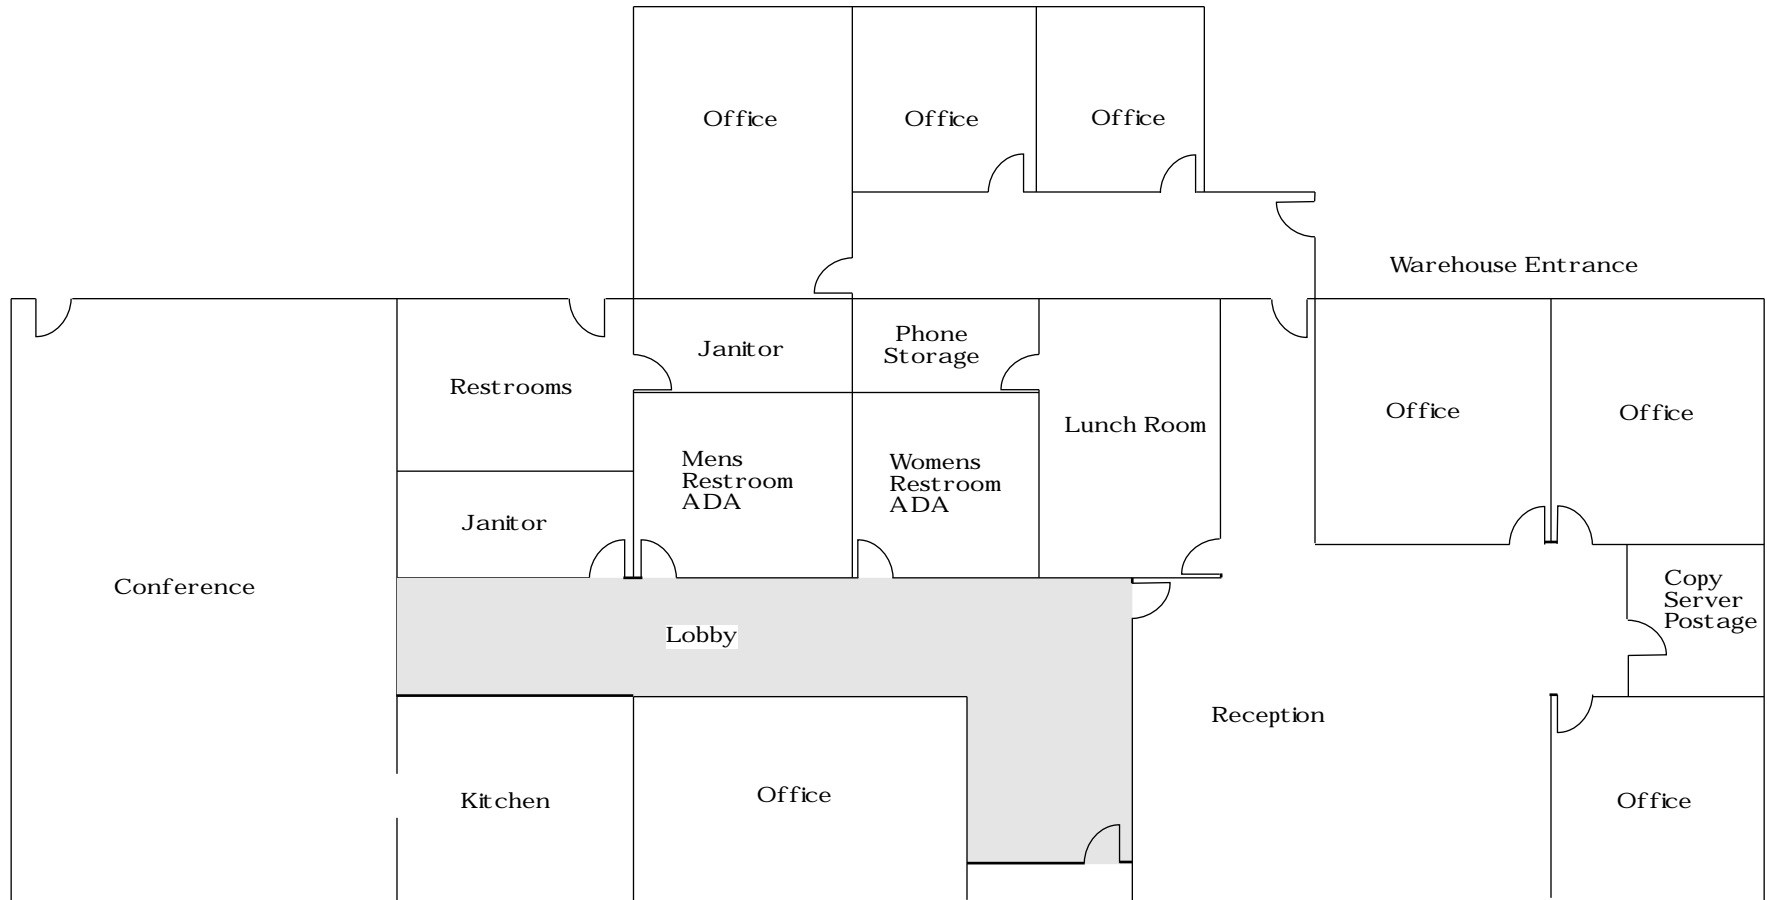 Office
Office
Office
Warehouse Entrance
Janitor
Phone
Storage
Restrooms
Lunch Room
Office
Office
Mens
Restroom
ADA
Womens
Restroom
ADA
Janitor
Conference
Copy
Server
Postage
Lobby
Reception
Kitchen
Office
Office